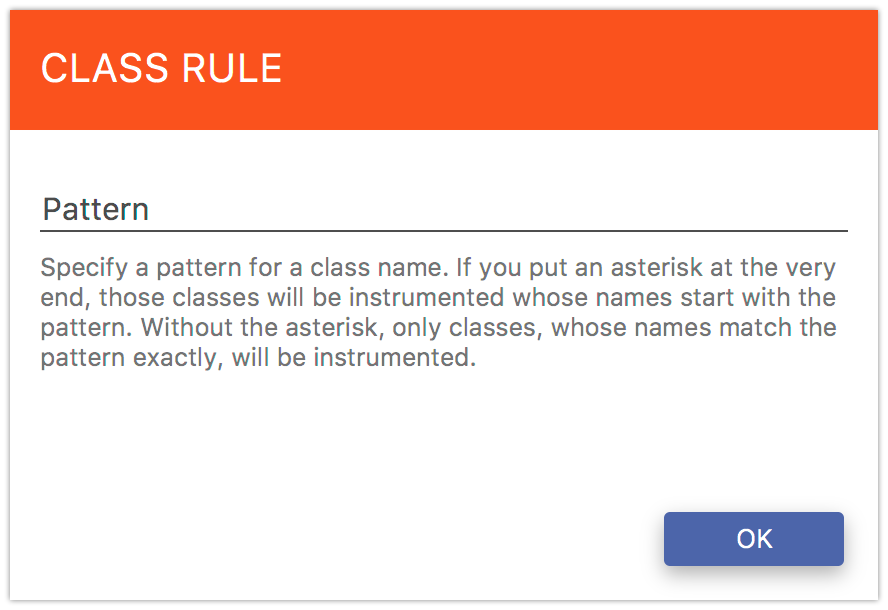 CLASS RULE
Pattern
Specify a pattern for a class name. If you put an asterisk at the very
end, those classes will be instrumented whose names start with the
pattern. Without the asterisk, only classes, whose names match the
pattern exactly, will be instrumented.
OK